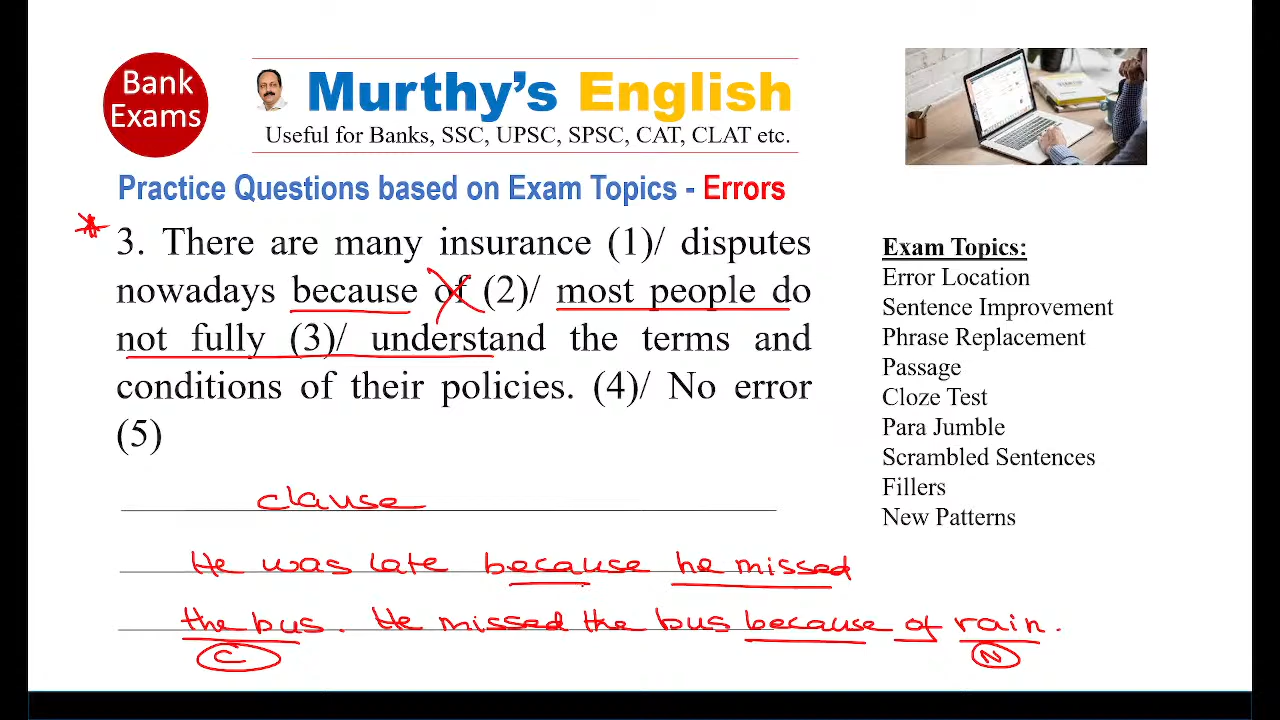 Bank
Exams
Murthy's English
Useful for Banks, SSC, UPSC, SPSC, CAT, CLAT etc.
Practice Questions based on Exam Topics - Errors
3. There are many insurance (1)/ disputes
nowadays because of (2)/ most people do
not fully (3)/ understand the terms and
conditions of their policies. (4)/ No error
(5)
clause
He was late because he missed
the bus. He missed the bus because of rain.
C
N
Exam Topics:
Error Location
Sentence Improvement
Phrase Replacement
Passage
Cloze Test
Para Jumble
Scrambled Sentences
Fillers
New Patterns